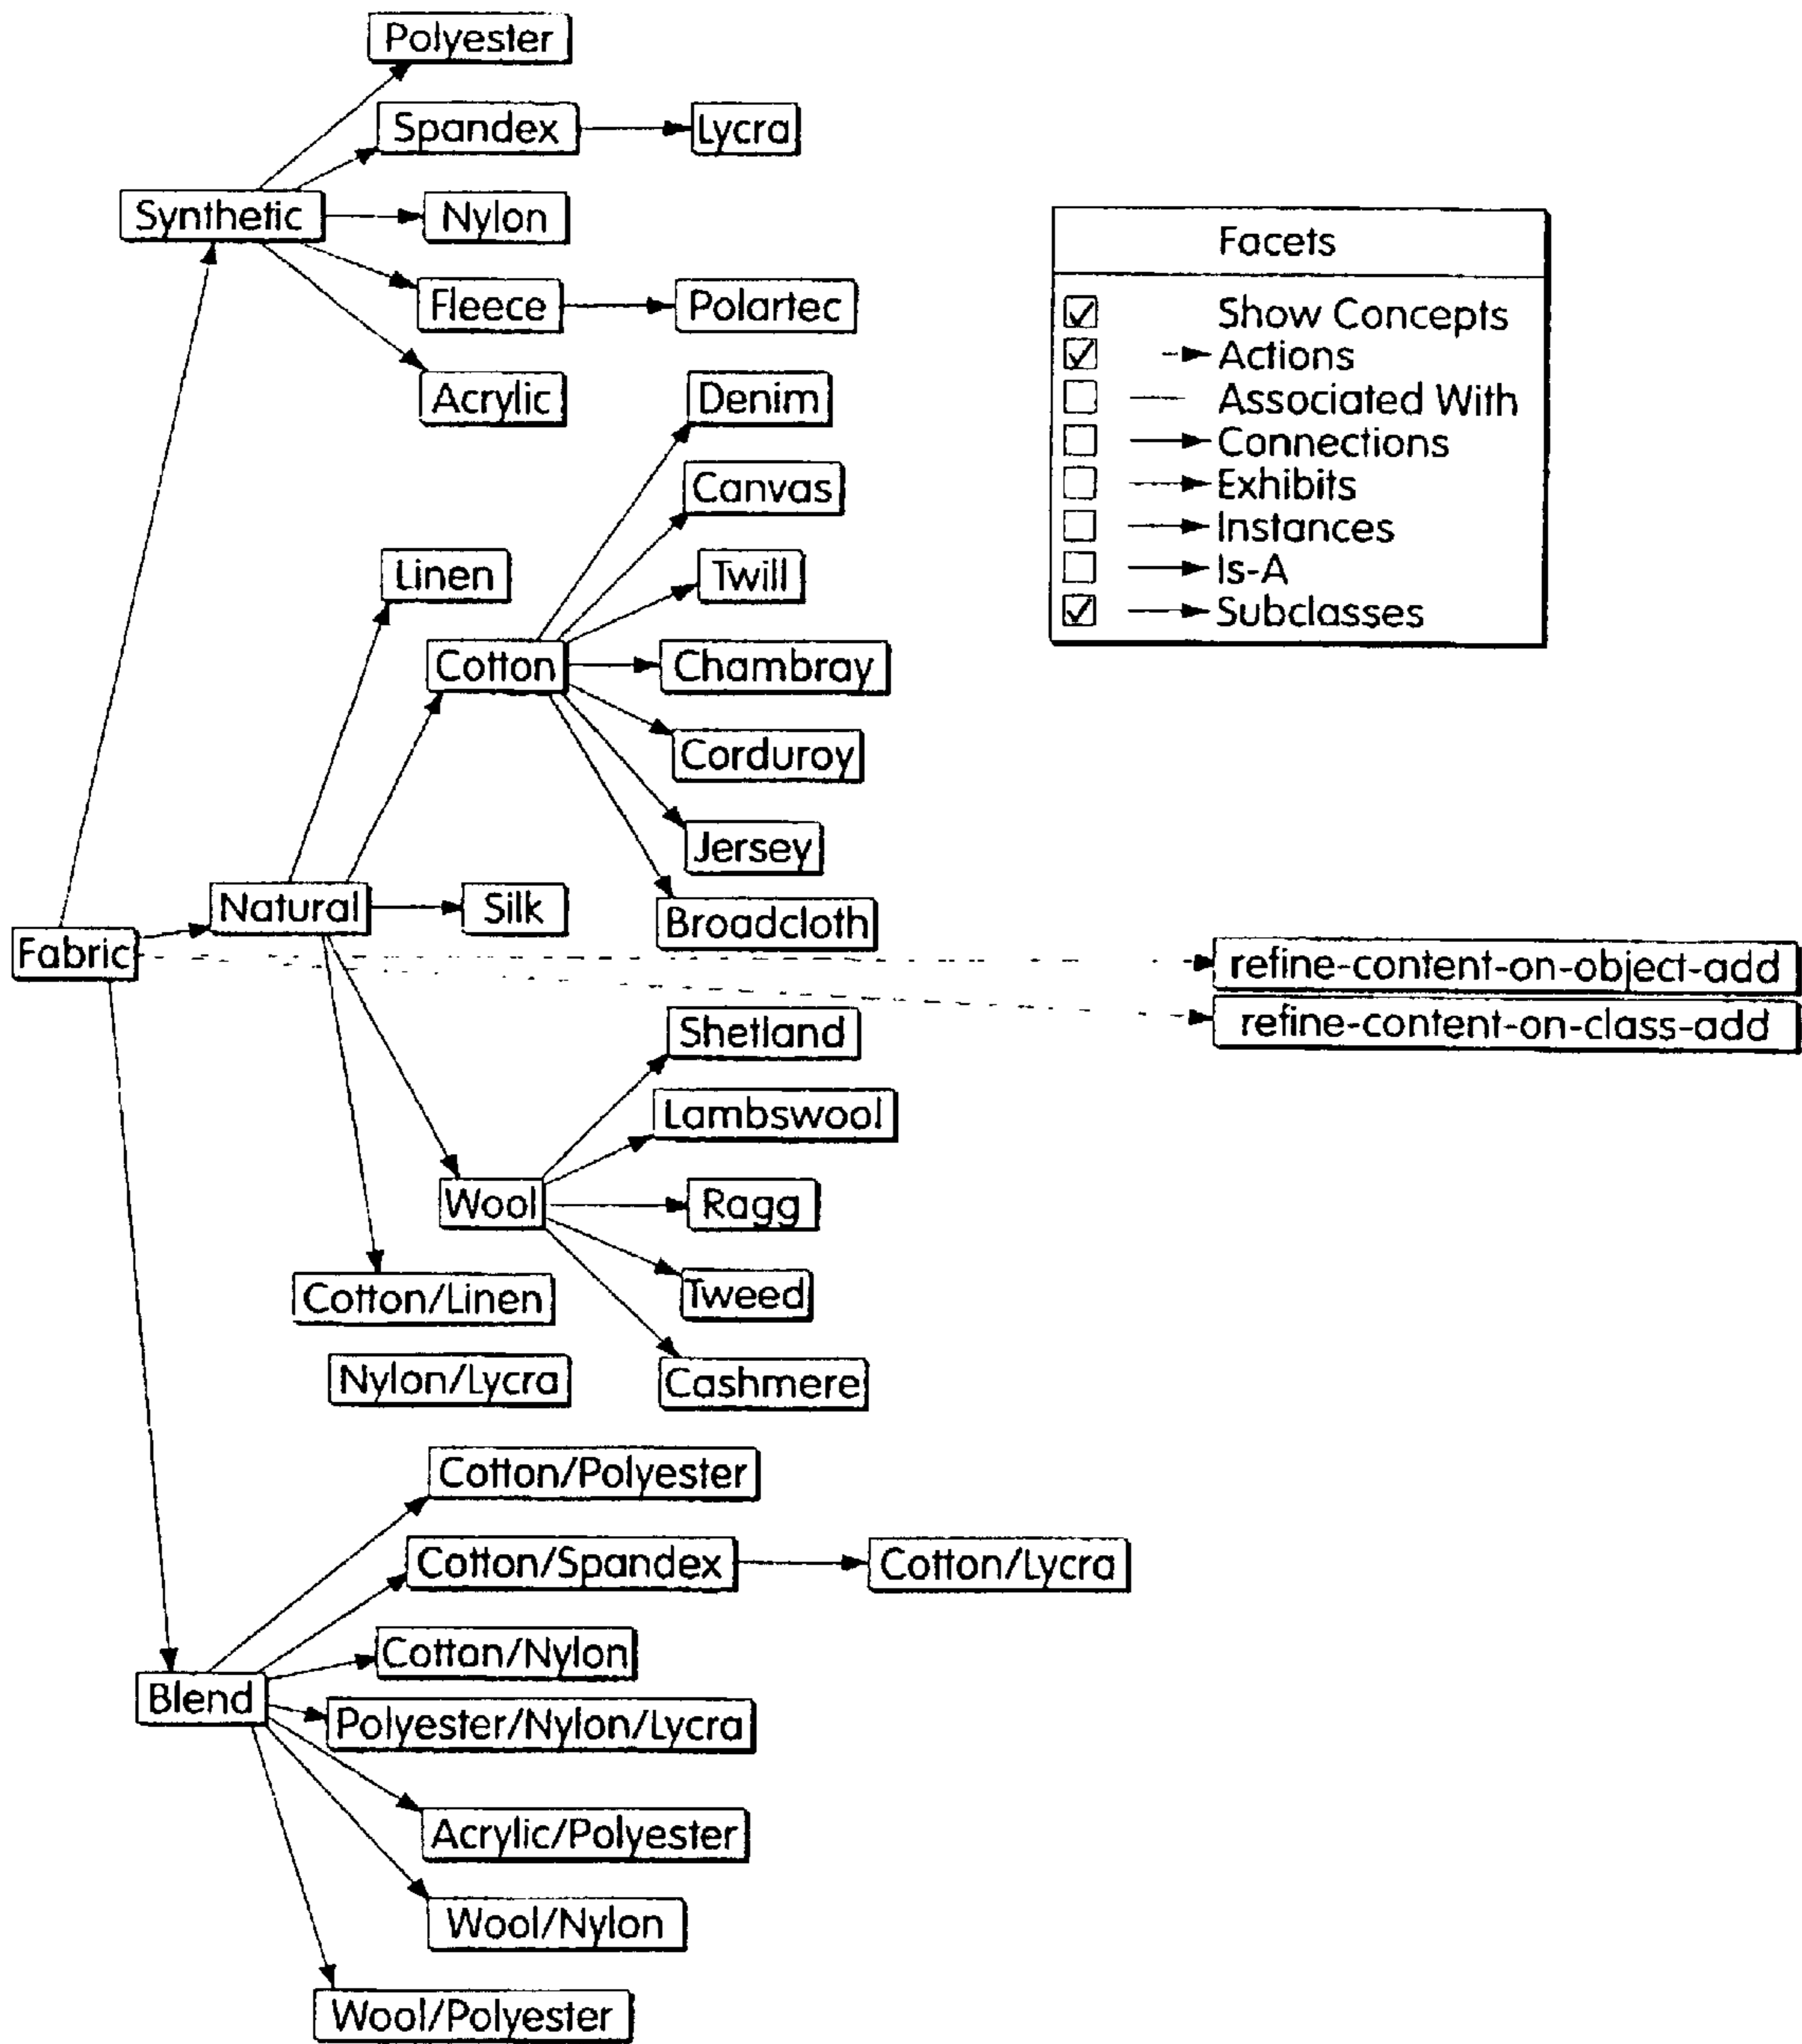 Polyester
Spandex
Lycra
Synthetic
Nylon
Fleece
Polartec
Acrylic
Denim
Canvas
Linen
Twill
Cotton
Chambray
Corduroy
Jersey
Natural
Silk
Broadcloth
Fabric
refine-content-on-object-add
refine-content-on-class-add
Shetland
Lambswool
Wool
Ragg
Tweed
Cotton/Linen
Nylon/Lycra
Cashmere
Cotton/Polyester
Cotton/Spandex
Cotton/Lycra
Cotton/Nylon
Blend
Polyester/Nylon/Lycra
Acrylic/Polyester
Wool/Nylon
Wool/Polyester
Facets
Show Concepts
Actions
Associated With
Connections
Exhibits
Instances
Is-A
Subclasses